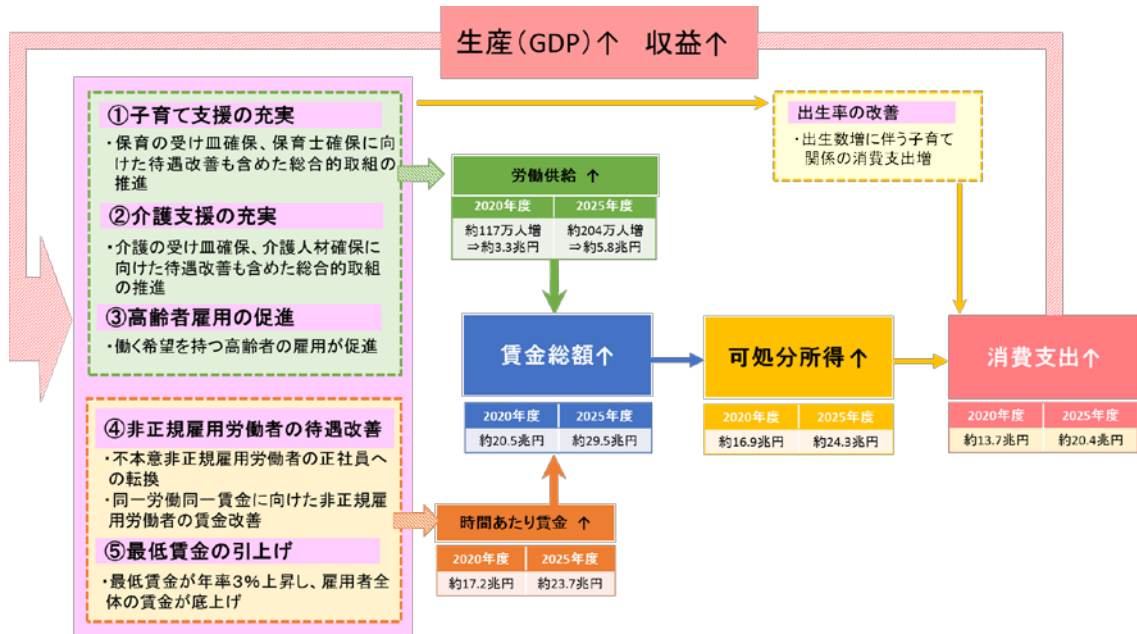 生産(GDP)↑ 収益↑
①子育て支援の充実
・保育の受け皿確保、保育士確保に向
けた待遇改善も含めた総合的取組の
推進
②介護支援の充実
・介護の受け皿確保、介護人材確保に
向けた待遇改善も含めた総合的取組
の推進
③高齢者雇用の促進
・働く希望を持つ高齢者の雇用が促進
④非正規雇用労働者の待遇改善
・不本意非正規雇用労働者の正社員へ
の転換
・同一労働同一賃金に向けた非正規雇
用労働者の賃金改善
⑤最低賃金の引上げ
・最低賃金が年率3%上昇し、雇用者全
体の賃金が底上げ
出生率の改善
・出生数増に伴う子育て
関係の消費支出増
労働供給 ↑
2020年度 2025年度
約117万人増 約204万人増
⇒約3.3兆円 ⇒約5.8兆円
賃金総額↑
2020年度 2025年度
約20.5兆円 約29.5兆円
時間あたり賃金 ↑
2020年度 2025年度
約17.2兆円 約23.7兆円
可処分所得↑
2020年度 2025年度
約16.9兆円 約24.3兆円
消費支出↑
2020年度 2025年度
約13.7兆円 約20.4兆円